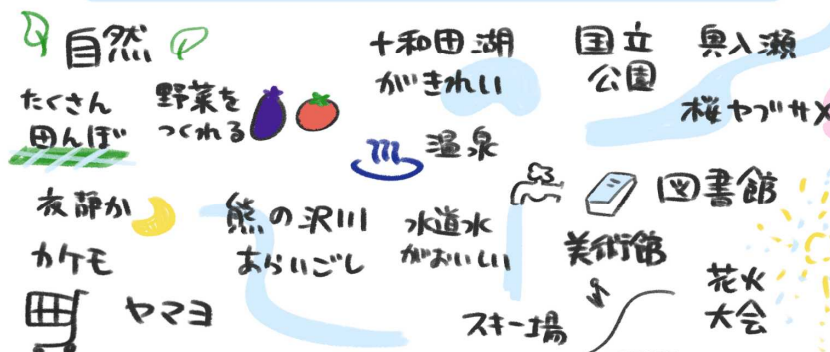 自然
たくさん
田んぼ
野菜を
つくれる
十和田湖
がきれい
国立
公園
奥入瀬
桜ヤブサメ
温泉
夜静か
熊の沢川
あらいごし
水道水
がおいしい
図書館
美術館
カケモ
ヤマヨ
スキー場
花火
大会